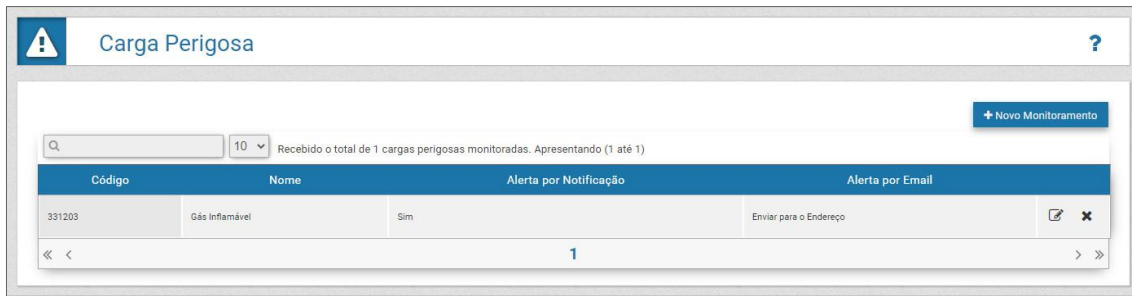 Carga Perigosa
?
+ Novo Monitoramento
10
Recebido o total de 1 cargas perigosas monitoradas. Apresentando (1 até 1)
Código Nome Alerta por Notificação Alerta por Email
331203 Gás Inflamável Sim Enviar para o Endereço
« < 1 > »